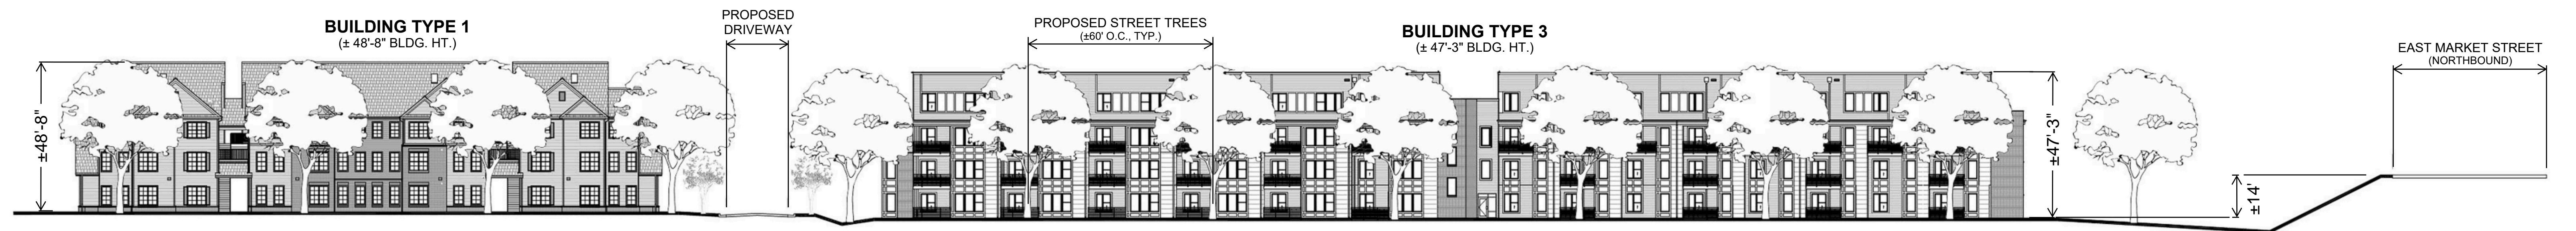 BUILDING TYPE 1
(± 48'-8" BLDG. HT.)
±48'-8"
PROPOSED
DRIVEWAY
PROPOSED STREET TREES
(±60' O.C., TYP.)
BUILDING TYPE 3
(± 47'-3" BLDG. HT.)
±47'-3"
EAST MARKET STREET
(NORTHBOUND)
±14'